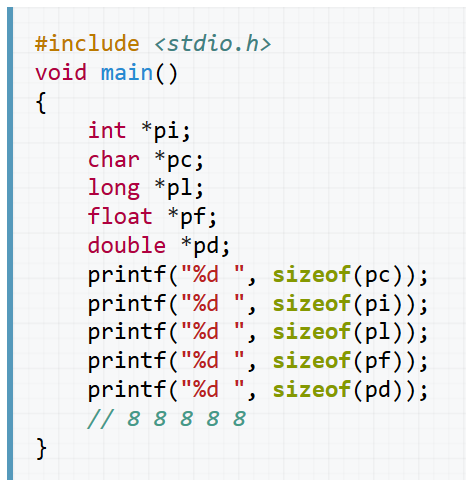 #include <stdio.h>
void main()
{
    int *pi;
    char *pc;
    long *pl;
    float *pf;
    double *pd;
    printf("%d ", sizeof(pc));
    printf("%d ", sizeof(pi));
    printf("%d ", sizeof(pl));
    printf("%d ", sizeof(pf));
    printf("%d ", sizeof(pd));
    // 8 8 8 8 8
}